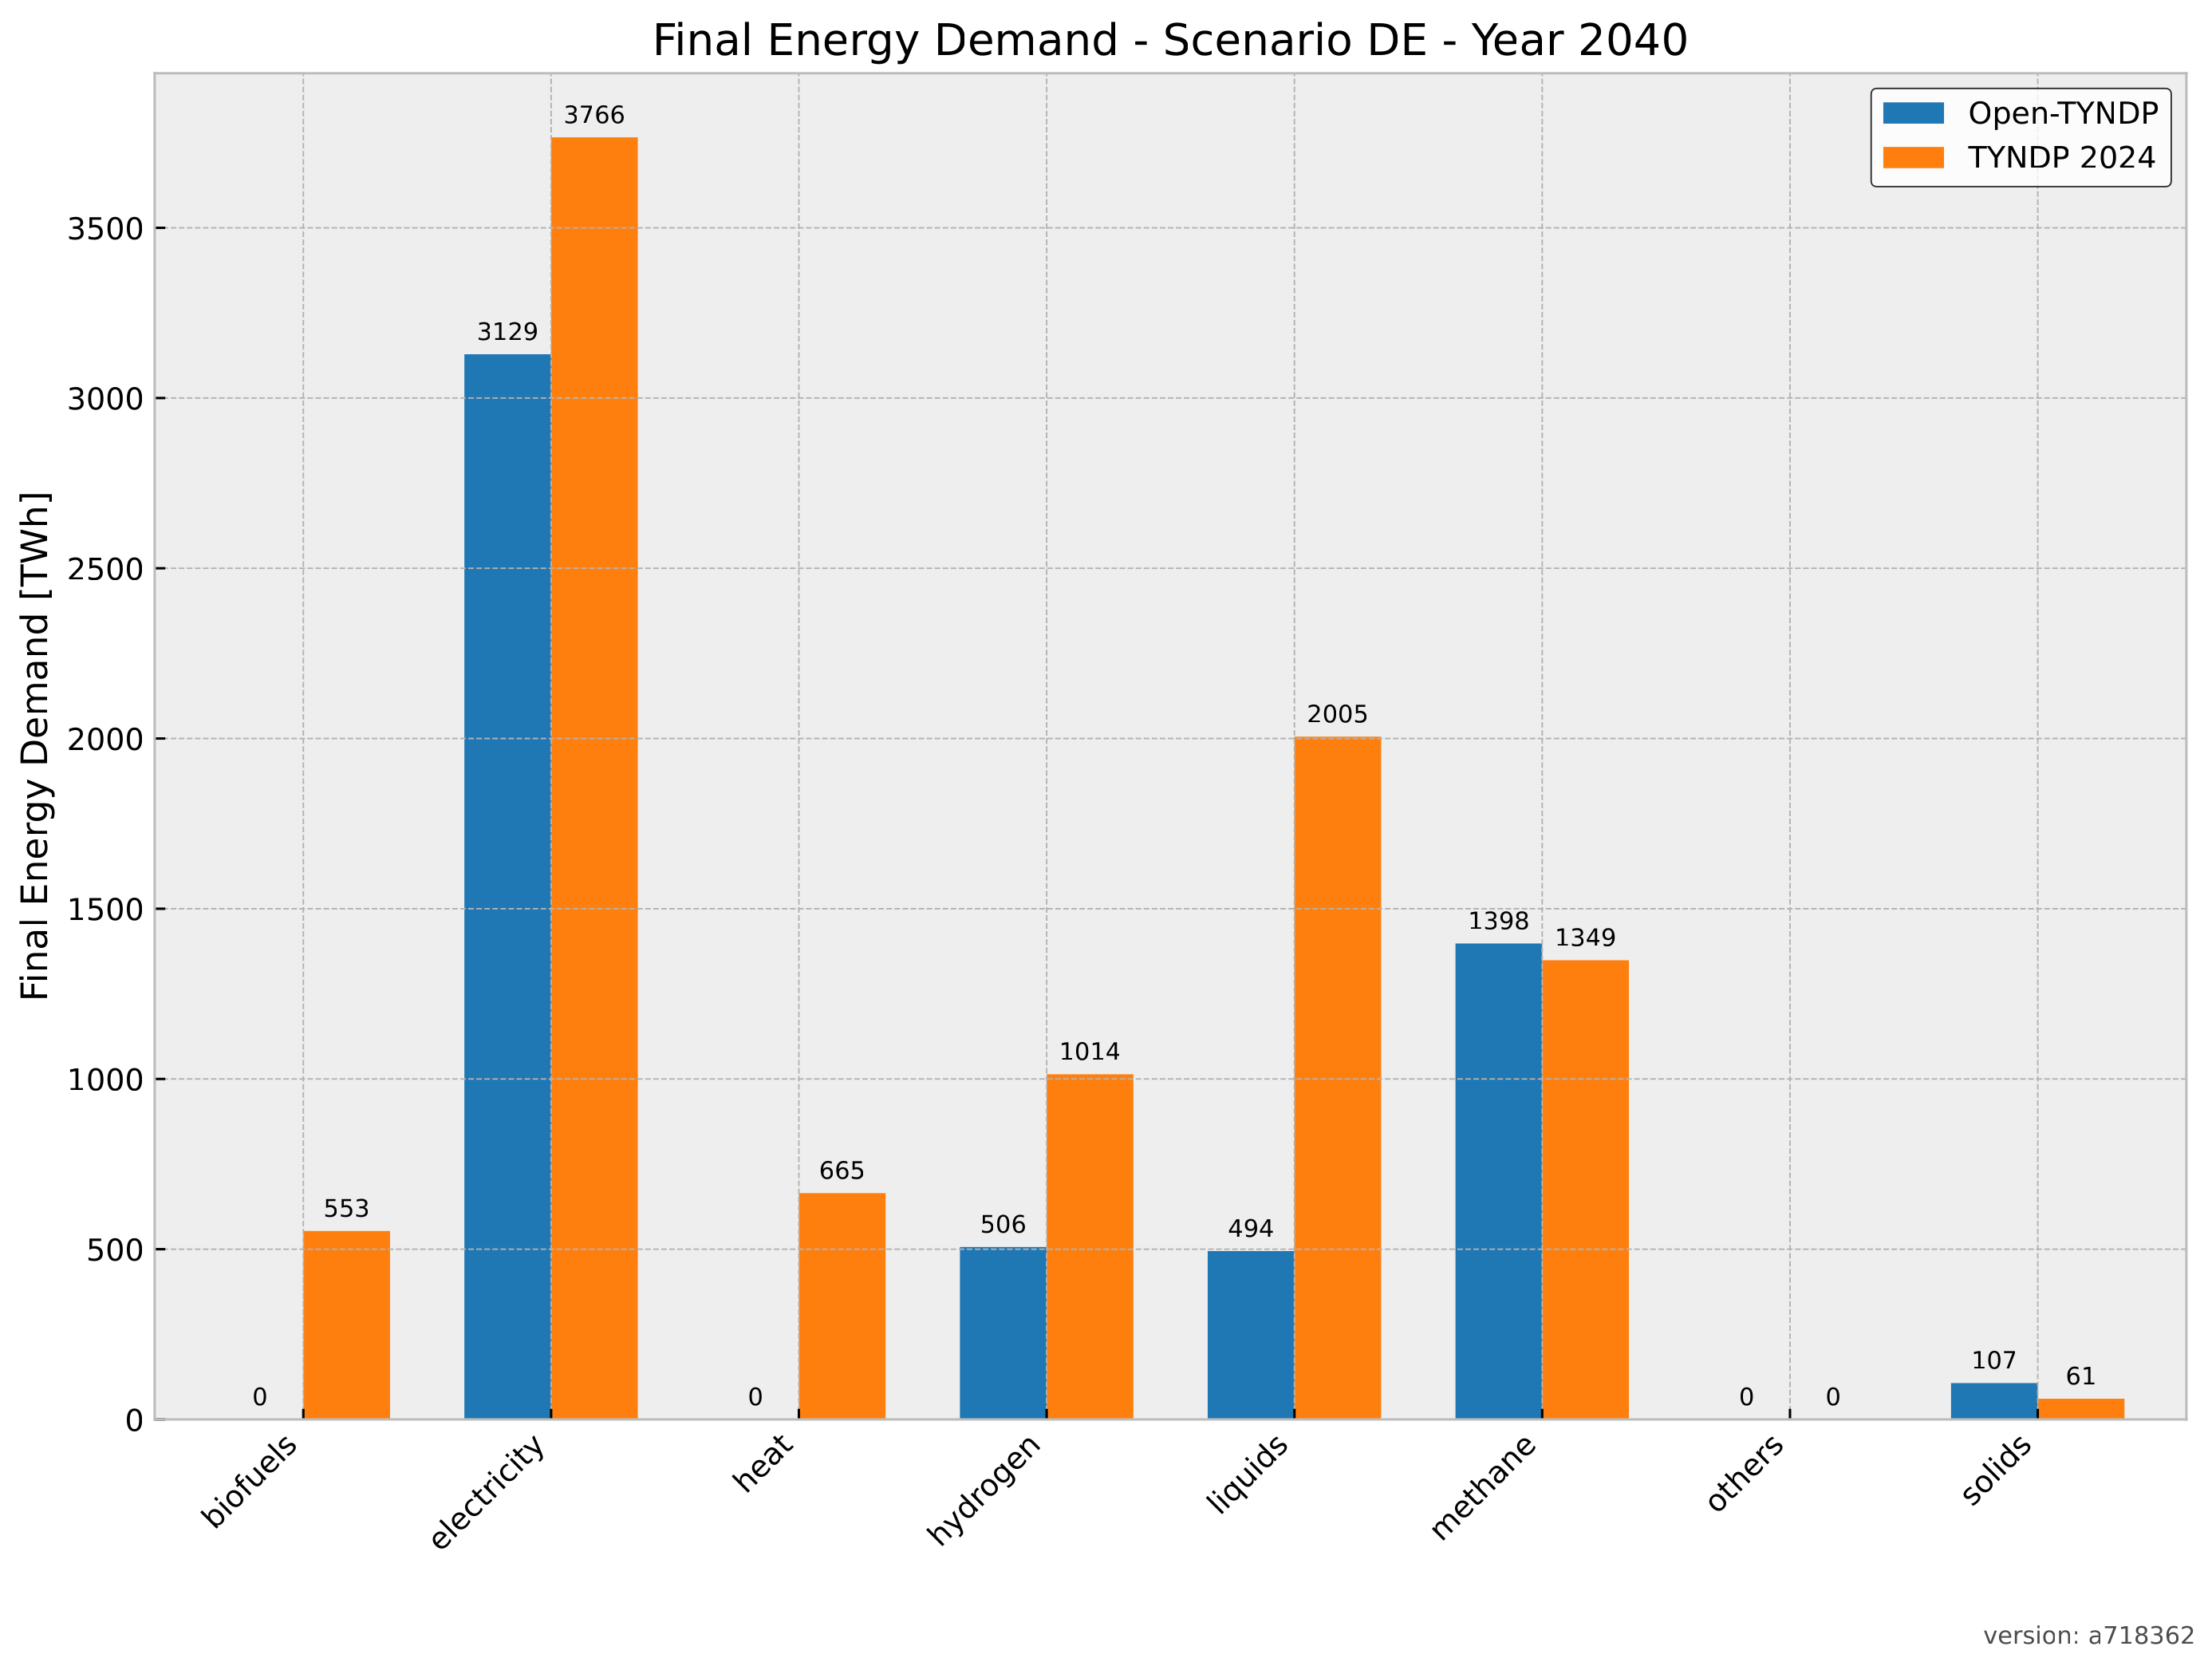 Final Energy Demand - Scenario DE - Year 2040
Open-TYNDP
TYNDP 2024
Final Energy Demand [TWh]
3500
3000
2500
2000
1500
1000
500
0
0
553
3129
3766
0
665
506
1014
494
2005
1398
1349
0
0
107
61
biofuels
electricity
heat
hydrogen
liquids
methane
others
solids
version: a718362